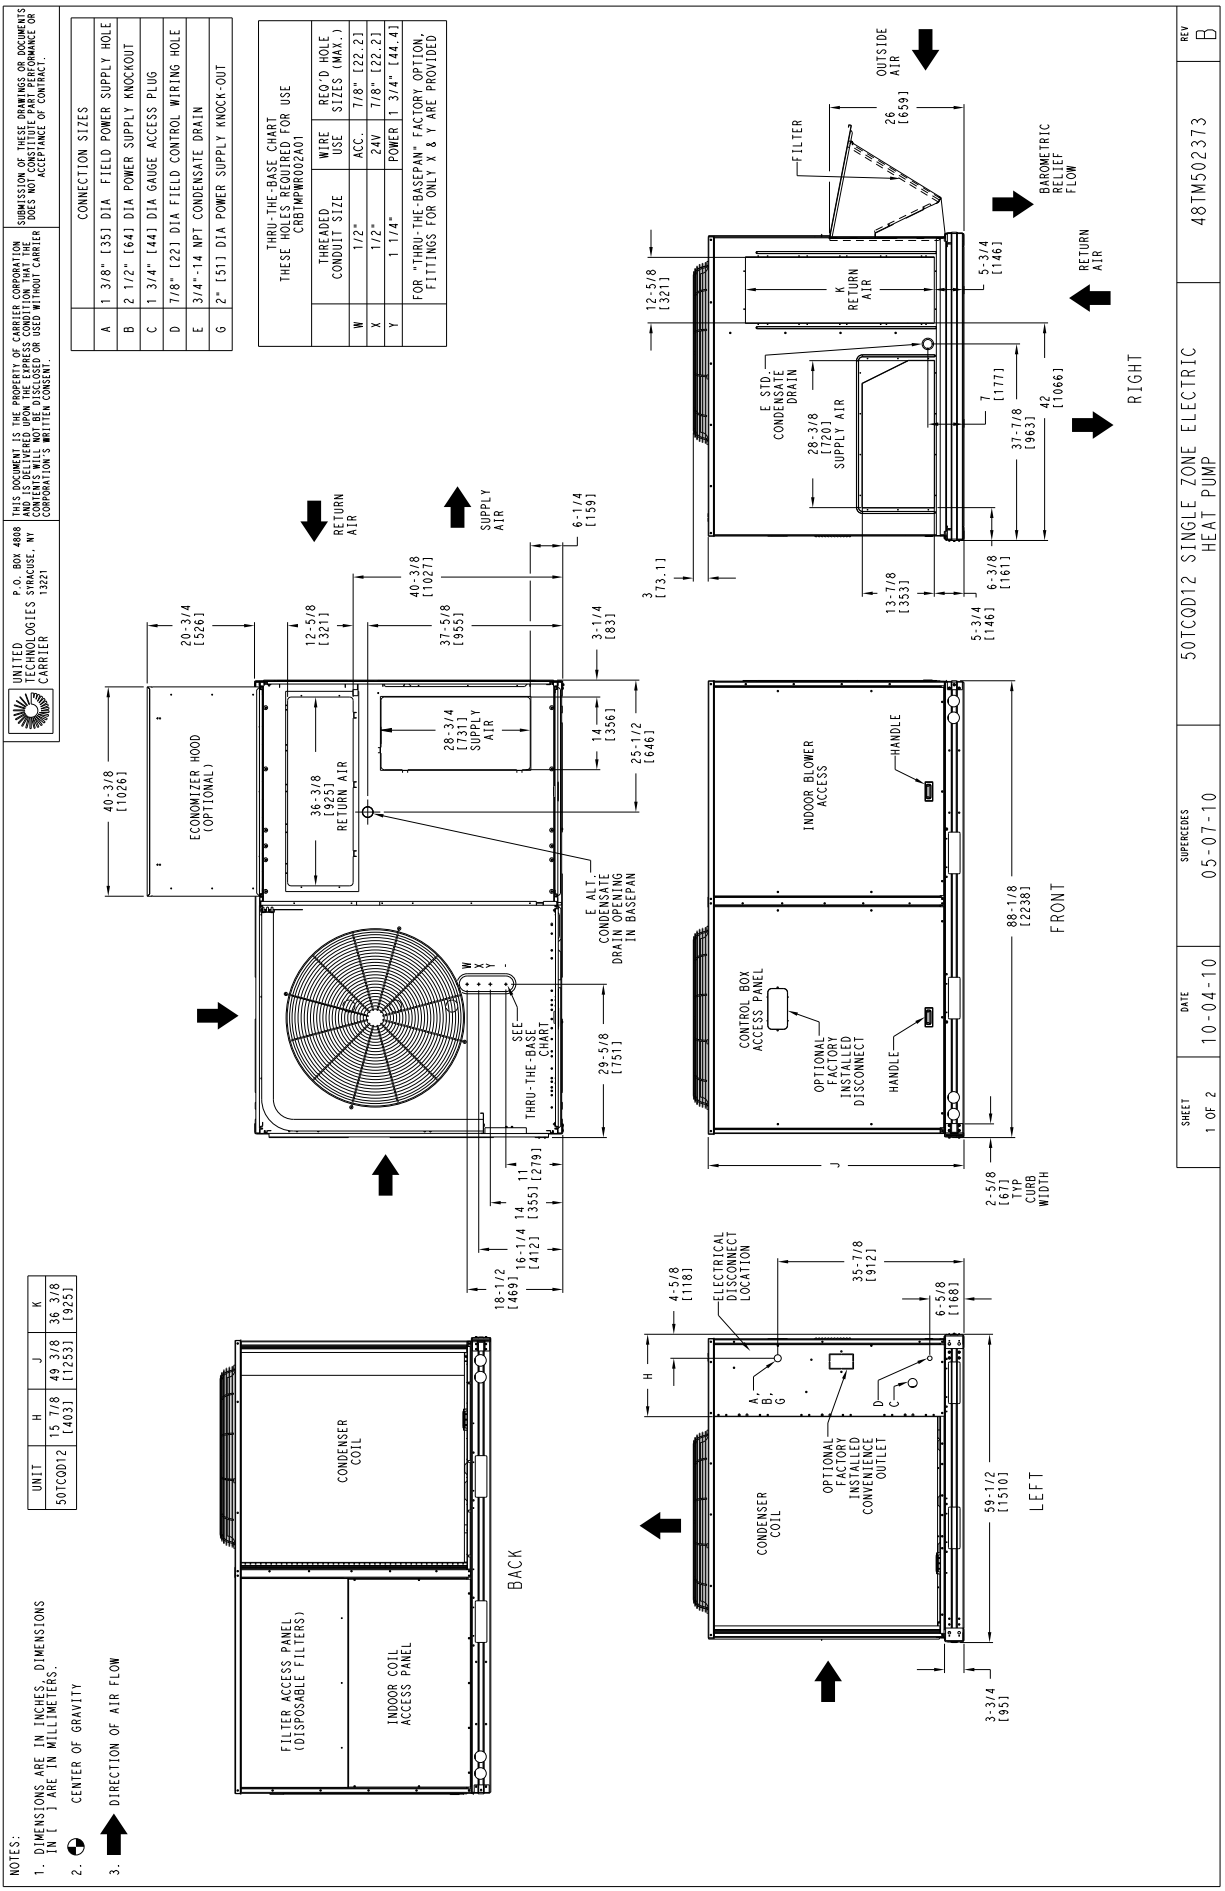 NOTES:
1. DIMENSIONS ARE IN INCHES, DIMENSIONS
IN [ ] ARE IN MILLIMETERS.
2. CENTER OF GRAVITY
3. DIRECTION OF AIR FLOW
UNIT H J K
50TCQD12 15 7/8 [403] 49 3/8 [1253] 36 3/8 [925]
UNITED
TECHNOLOGIES
CARRIER
P.O. BOX 4808
SYRACUSE, NY
13221
THIS DOCUMENT IS THE PROPERTY OF CARRIER CORPORATION
AND IS DELIVERED UPON THE EXPRESS CONDITION THAT THE
CONTENTS WILL NOT BE DISCLOSED OR USED WITHOUT CARRIER
CORPORATION'S WRITTEN CONSENT.
SUBMISSION OF THESE DRAWINGS OR DOCUMENTS
DOES NOT CONSTITUTE PART PERFORMANCE OR
ACCEPTANCE OF CONTRACT.
CONNECTION SIZES
A 1 3/8" [35] DIA FIELD POWER SUPPLY HOLE
B 2 1/2" [64] DIA POWER SUPPLY KNOCKOUT
C 1 3/4" [44] DIA GAUGE ACCESS PLUG
D 7/8" [22] DIA FIELD CONTROL WIRING HOLE
E 3/4"-14 NPT CONDENSATE DRAIN
G 2" [51] DIA POWER SUPPLY KNOCK-OUT
THRU-THE-BASE CHART
THESE HOLES REQUIRED FOR USE
CRBTMPWR002A01
THREADED
CONDUIT SIZE
WIRE
USE
REQ'D HOLE
SIZES (MAX.)
W 1/2" ACC. 7/8" [22.2]
X 1/2" 24V 7/8" [22.2]
Y 1 1/4" POWER 1 3/4" [44.4]
FOR "THRU-THE-BASEPAN" FACTORY OPTION,
FITTINGS FOR ONLY X & Y ARE PROVIDED
FILTER ACCESS PANEL
(DISPOSABLE FILTERS)
INDOOR COIL
ACCESS PANEL
CONDENSER
COIL
BACK
40-3/8
[1026]
20-3/4
[526]
ECONOMIZER HOOD
(OPTIONAL)
12-5/8
[321]
36-3/8
[925]
RETURN AIR
28-3/4
[731]
SUPPLY
AIR
40-3/8
[1027]
37-5/8
[955]
6-1/4
[159]
3-1/4
[83]
14
[356]
25-1/2
[646]
E ALT.
CONDENSATE
DRAIN OPENING
IN BASEPAN
W
X
Y
-
SEE
THRU-THE-BASE
CHART
29-5/8
[751]
11
[279]
14
[355]
16-1/4
[412]
18-1/2
[469]
RETURN
AIR
SUPPLY
AIR
CONDENSER
COIL
H
4-5/8
[118]
ELECTRICAL
DISCONNECT
LOCATION
A,
B,
G
OPTIONAL
FACTORY
INSTALLED
CONVENIENCE
OUTLET
D
C
35-7/8
[912]
6-5/8
[168]
59-1/2
[1510]
3-3/4
[95]
LEFT
CONTROL BOX
ACCESS PANEL
OPTIONAL
FACTORY
INSTALLED
DISCONNECT
HANDLE
INDOOR BLOWER
ACCESS
HANDLE
J
2-5/8
[67]
TYP
CURB
WIDTH
88-1/8
[2238]
FRONT
3
[73.1]
12-5/8
[321]
E STD.
CONDENSATE
DRAIN
28-3/8
[720]
SUPPLY AIR
K
RETURN
AIR
13-7/8
[353]
5-3/4
[146]
6-3/8
[161]
7
[177]
37-7/8
[963]
42
[1066]
5-3/4
[146]
26
[659]
FILTER
OUTSIDE
AIR
BAROMETRIC
RELIEF
FLOW
RETURN
AIR
RIGHT
SHEET
1 OF 2
DATE
10-04-10
SUPERCEDES
05-07-10
50TCQD12 SINGLE ZONE ELECTRIC
HEAT PUMP
48TM502373
REV
B